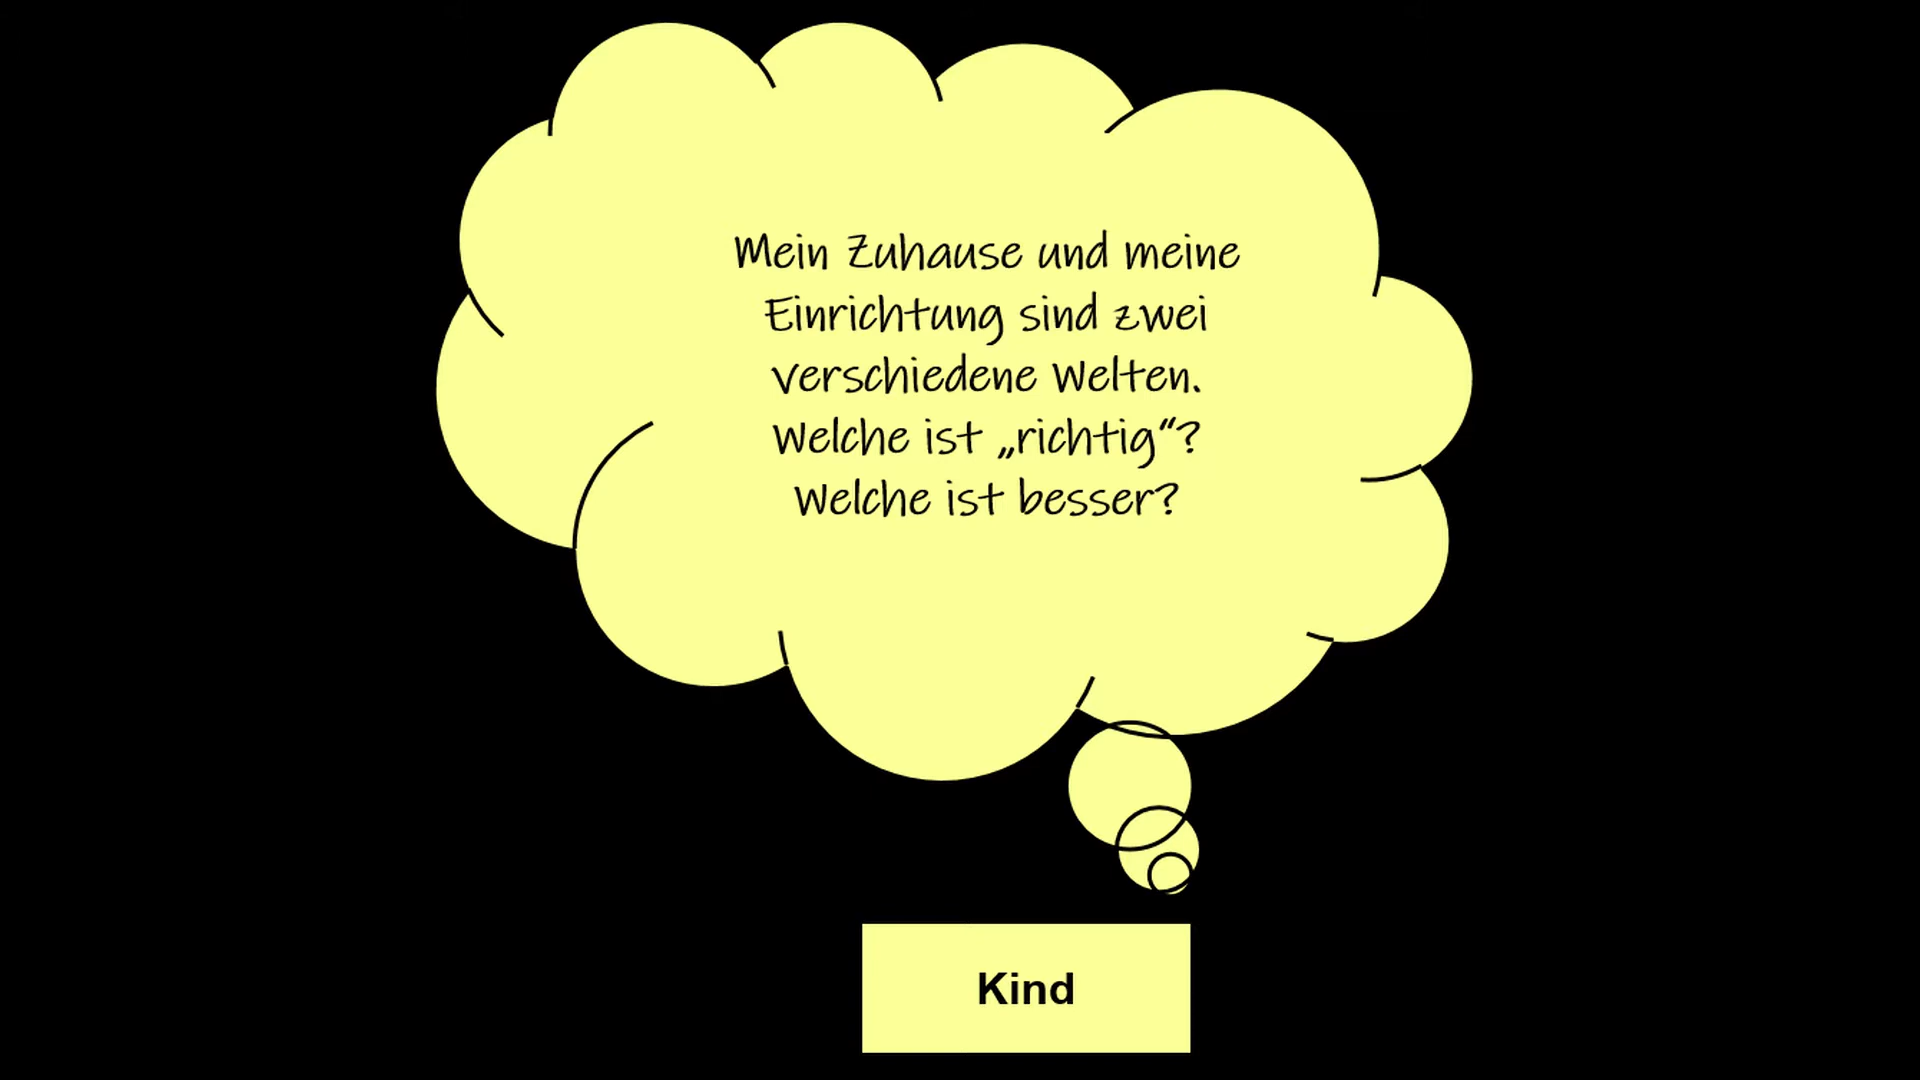 Mein Zuhause und meine
Einrichtung sind zwei
verschiedene Welten.
Welche ist „richtig“?
Welche ist besser?
Kind